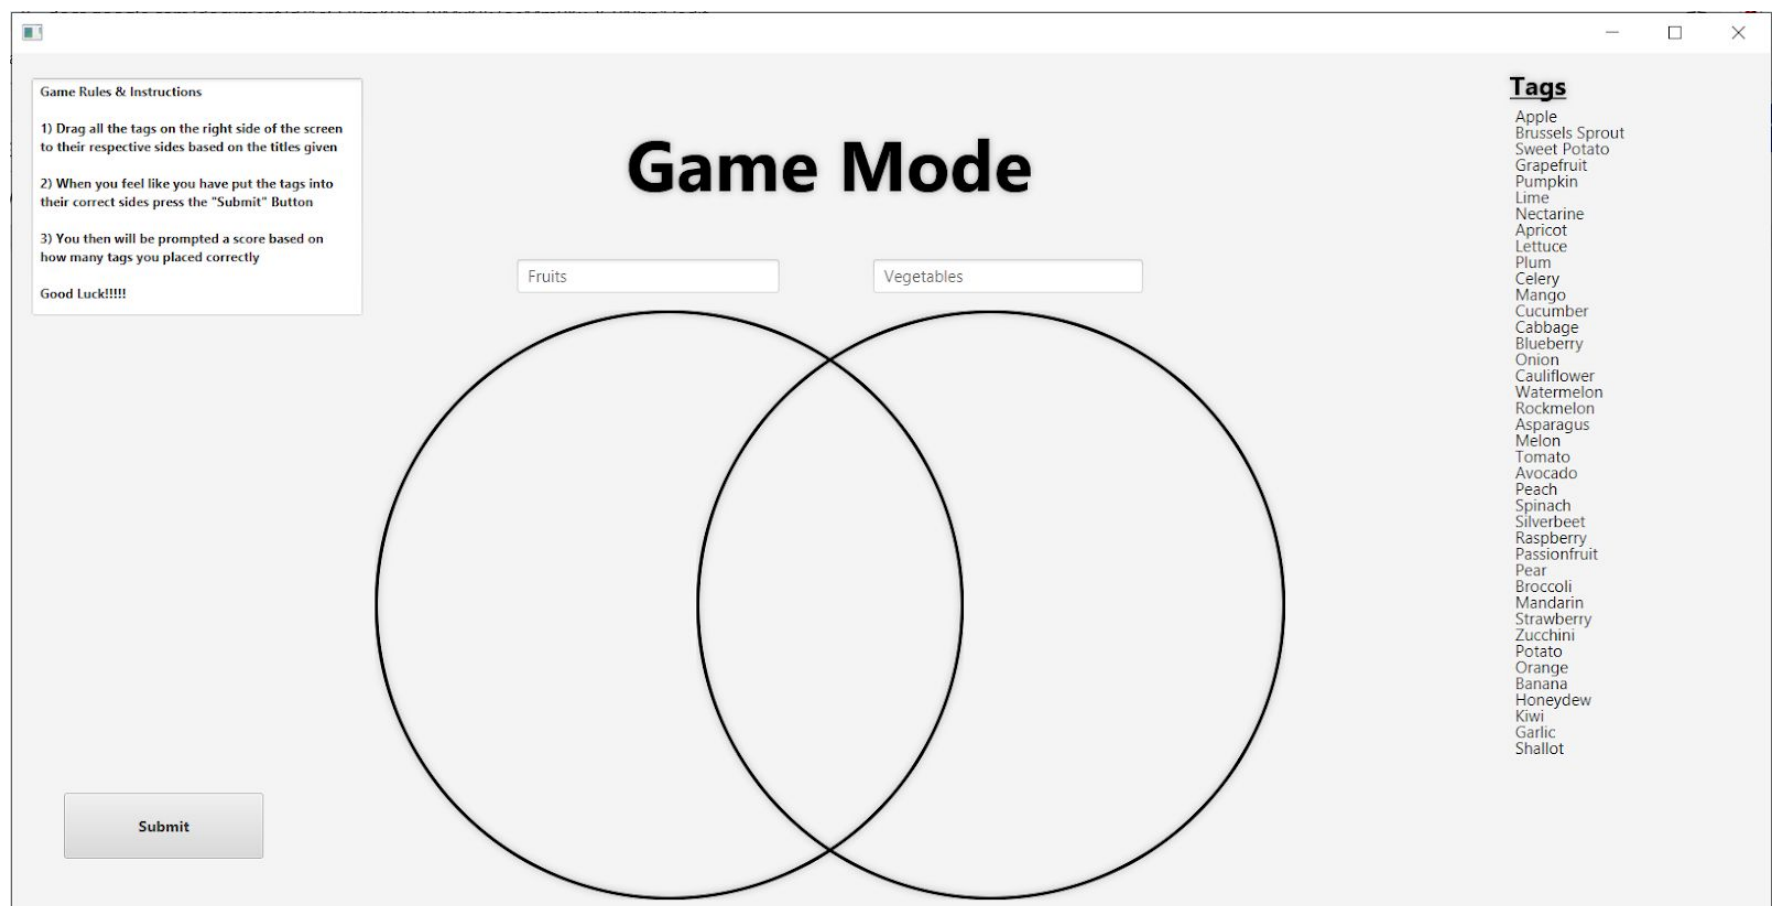 Game Rules & Instructions
1) Drag all the tags on the right side of the screen
to their respective sides based on the titles given
2) When you feel like you have put the tags into
their correct sides press the "Submit" Button
3) You then will be prompted a score based on
how many tags you placed correctly
Good Luck!!!!!
Game Mode
Fruits
Vegetables
Submit
Tags
Apple
Brussels Sprout
Sweet Potato
Grapefruit
Pumpkin
Lime
Nectarine
Apricot
Lettuce
Plum
Celery
Mango
Cucumber
Cabbage
Blueberry
Onion
Cauliflower
Watermelon
Rockmelon
Asparagus
Melon
Tomato
Avocado
Peach
Spinach
Silverbeet
Raspberry
Passionfruit
Pear
Broccoli
Mandarin
Strawberry
Zucchini
Potato
Orange
Banana
Honeydew
Kiwi
Garlic
Shallot